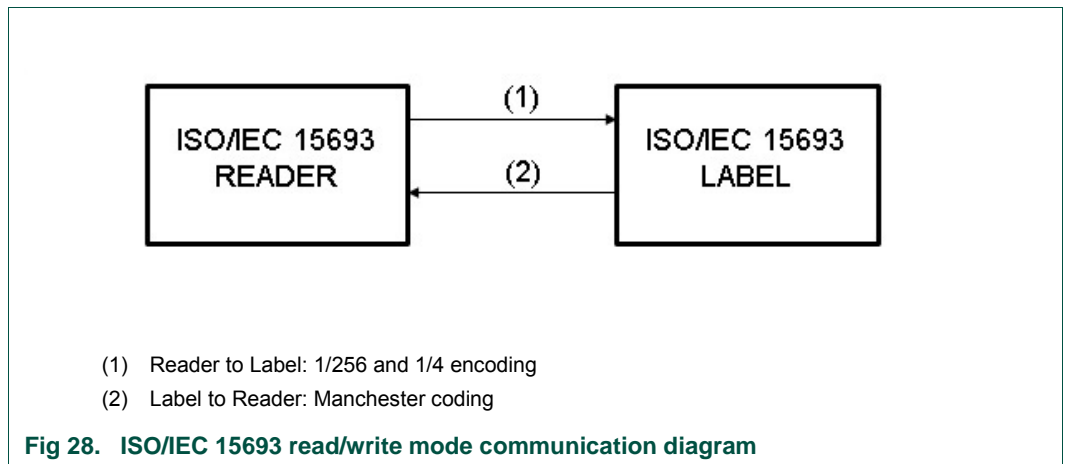 (1)
ISO/IEC 15693
READER
ISO/IEC 15693
LABEL
(2)
(1) Reader to Label: 1/256 and 1/4 encoding
(2) Label to Reader: Manchester coding
Fig 28. ISO/IEC 15693 read/write mode communication diagram